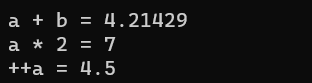 a + b = 4.21429
a * 2 = 7
++a = 4.5